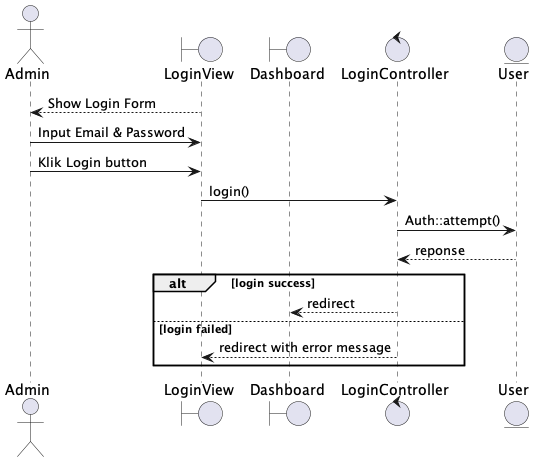 Admin LoginView Dashboard LoginController User
Show Login Form
Input Email & Password
Klik Login button
login()
Auth::attempt()
reponse
alt [login success]
redirect
[login failed]
redirect with error message
Admin LoginView Dashboard LoginController User